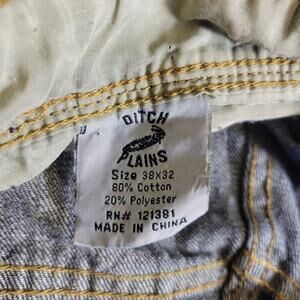 DITCH
PLAINS
Size 38x32
80% Cotton
20% Polyester
RN# 121381
MADE IN CHINA